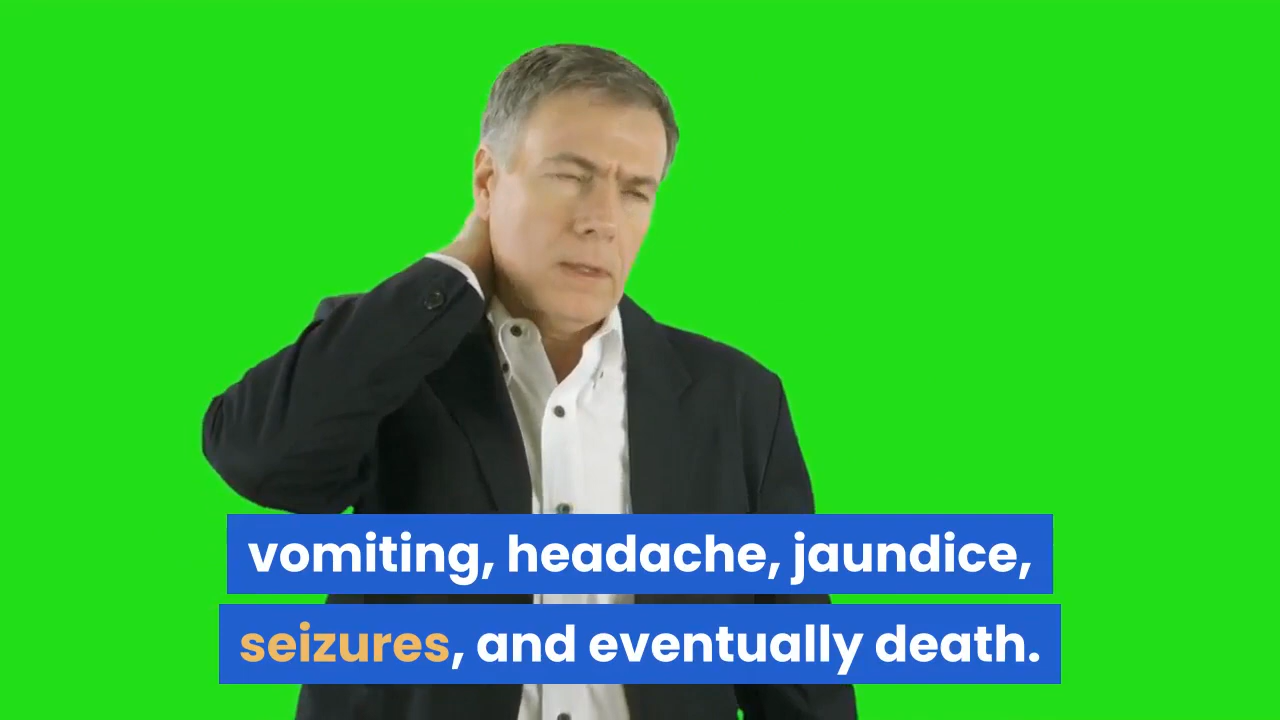 vomiting, headache, jaundice,
seizures, and eventually death.